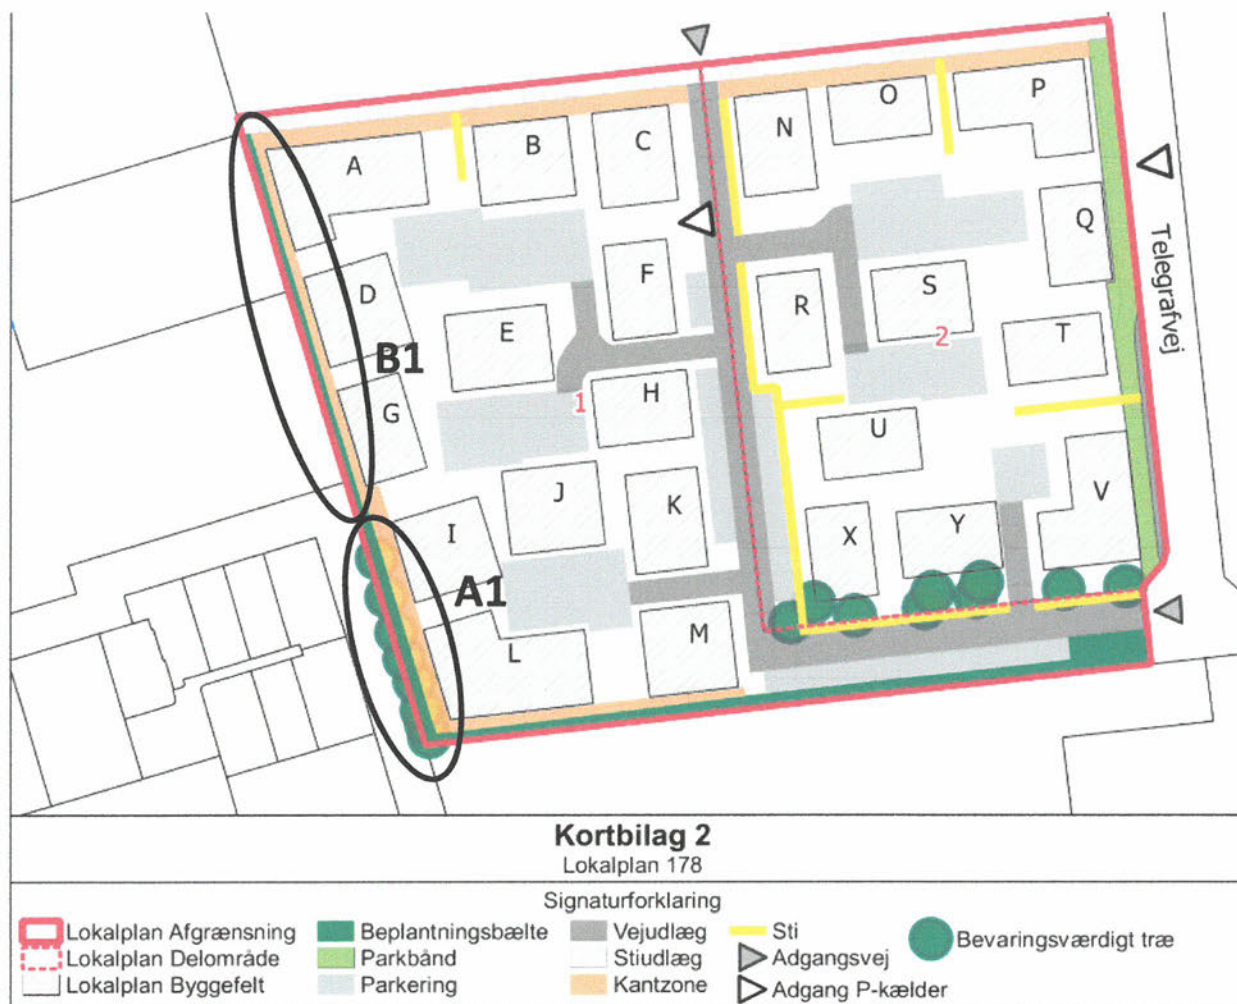 P
O
N
C
B
A
Q
Telegrafvej
F
D
S
R
E
2
T
B1
H
1
G
U
V
J
K
I
X
Y
A1
M
L
Kortbilag 2
Lokalplan 178
Signaturforklaring
Lokalplan Afgrænsning
Lokalplan Delområde
Lokalplan Byggefelt
Beplantningsbælte
Parkbånd
Parkering
Vejudlæg
Stiudlæg
Kantzone
Sti
Adgangsvej
Adgang P-kælder
Bevaringsværdigt træ